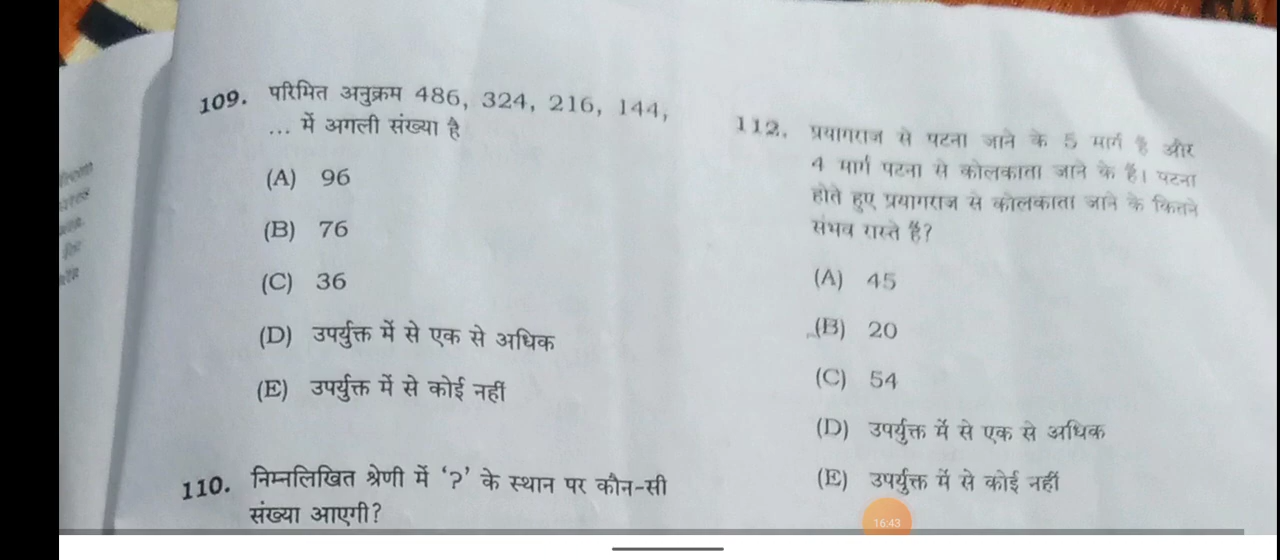 109. परिमित अनुक्रम 486, 324, 216, 144,
... में अगली संख्या है
(A) 96
(B) 76
(C) 36
(D) उपर्युक्त में से एक से अधिक
(E) उपर्युक्त में से कोई नहीं
110. निम्नलिखित श्रेणी में ‘?’ के स्थान पर कौन-सी
संख्या आएगी?
112. प्रयागराज से पटना जाने के 5 मार्ग हैं और
4 मार्ग पटना से कोलकाता जाने के हैं। पटना
होते हुए प्रयागराज से कोलकाता जाने के कितने
संभव रास्ते हैं?
(A) 45
(B) 20
(C) 54
(D) उपर्युक्त में से एक से अधिक
(E) उपर्युक्त में से कोई नहीं
16:43